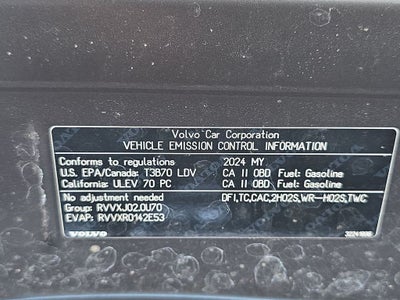 Volvo Car Corporation
VEHICLE EMISSION CONTROL INFORMATION
Conforms to regulations: 2024 MY
U.S. EPA/Canada: T3B70 LDV CA II OBD Fuel: Gasoline
California: ULEV 70 PC CA II OBD Fuel: Gasoline
No adjustment needed DFI,TC,CAC,2HO2S,WR-HO2S,TWC
Group: RVVXJ02.0U70
EVAP: RVVXR0142E53
VOLVO